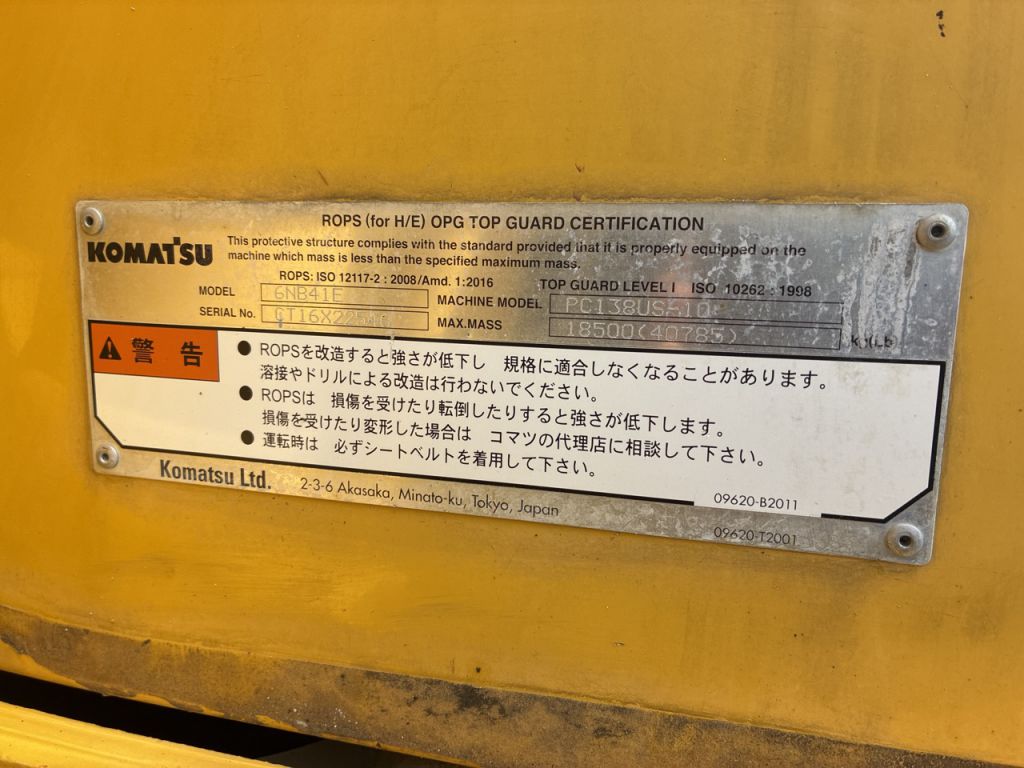 ROPS (for H/E) OPG TOP GUARD CERTIFICATION
KOMATSU
This protective structure complies with the standard provided that it is properly equipped on the
machine which mass is less than the specified maximum mass.
ROPS: ISO 12117-2 : 2008/Amd. 1:2016
TOP GUARD LEVEL I ISO 10262 : 1998
MODEL 6NB41E
MACHINE MODEL PC138US-10
SERIAL No.
MAX.MASS 18500(40785) kg(Lb)
警告
● ROPSを改造すると強さが低下し 規格に適合しなくなることがあります。
溶接やドリルによる改造は行わないでください。
● ROPSは 損傷を受けたり転倒したりすると強さが低下します。
損傷を受けたり変形した場合は コマツの代理店に相談して下さい。
● 運転時は 必ずシートベルトを着用して下さい。
09620-B2011
Komatsu Ltd. 2-3-6 Akasaka, Minato-ku, Tokyo, Japan
09620-T2001